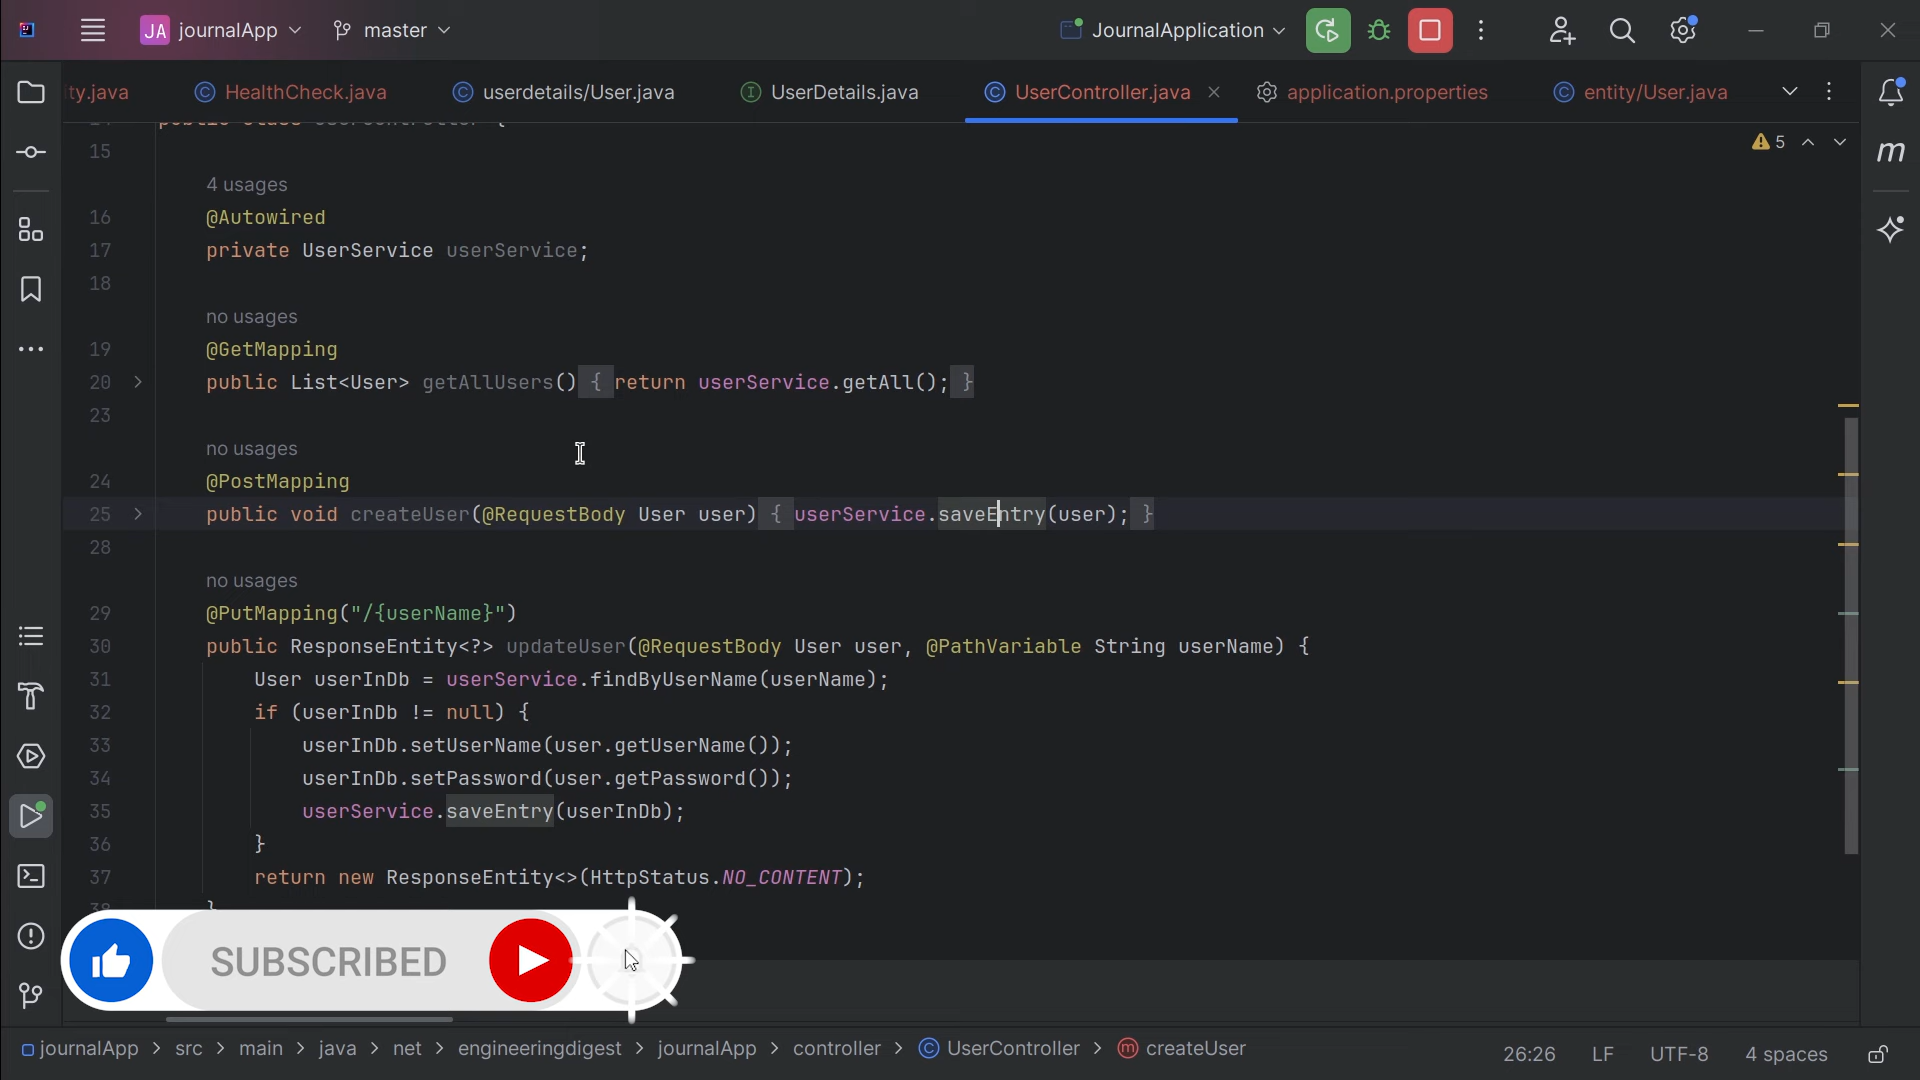 JA journalApp master JournalApplication
ty.java HealthCheck.java userdetails/User.java UserDetails.java UserController.java application.properties entity/User.java
5
15
4 usages
16 @Autowired
17 private UserService userService;
18
no usages
19 @GetMapping
20 public List<User> getAllUsers() { return userService.getAll(); }
23
no usages
24 @PostMapping
25 public void createUser(@RequestBody User user) { userService.saveEntry(user); }
28
no usages
29 @PutMapping("/{userName}")
30 public ResponseEntity<?> updateUser(@RequestBody User user, @PathVariable String userName) {
31 User userInDb = userService.findByUserName(userName);
32 if (userInDb != null) {
33 userInDb.setUserName(user.getUserName());
34 userInDb.setPassword(user.getPassword());
35 userService.saveEntry(userInDb);
36 }
37 return new ResponseEntity<>(HttpStatus.NO_CONTENT);
SUBSCRIBED
journalApp > src > main > java > net > engineeringdigest > journalApp > controller > UserController > createUser 26:26 LF UTF-8 4 spaces